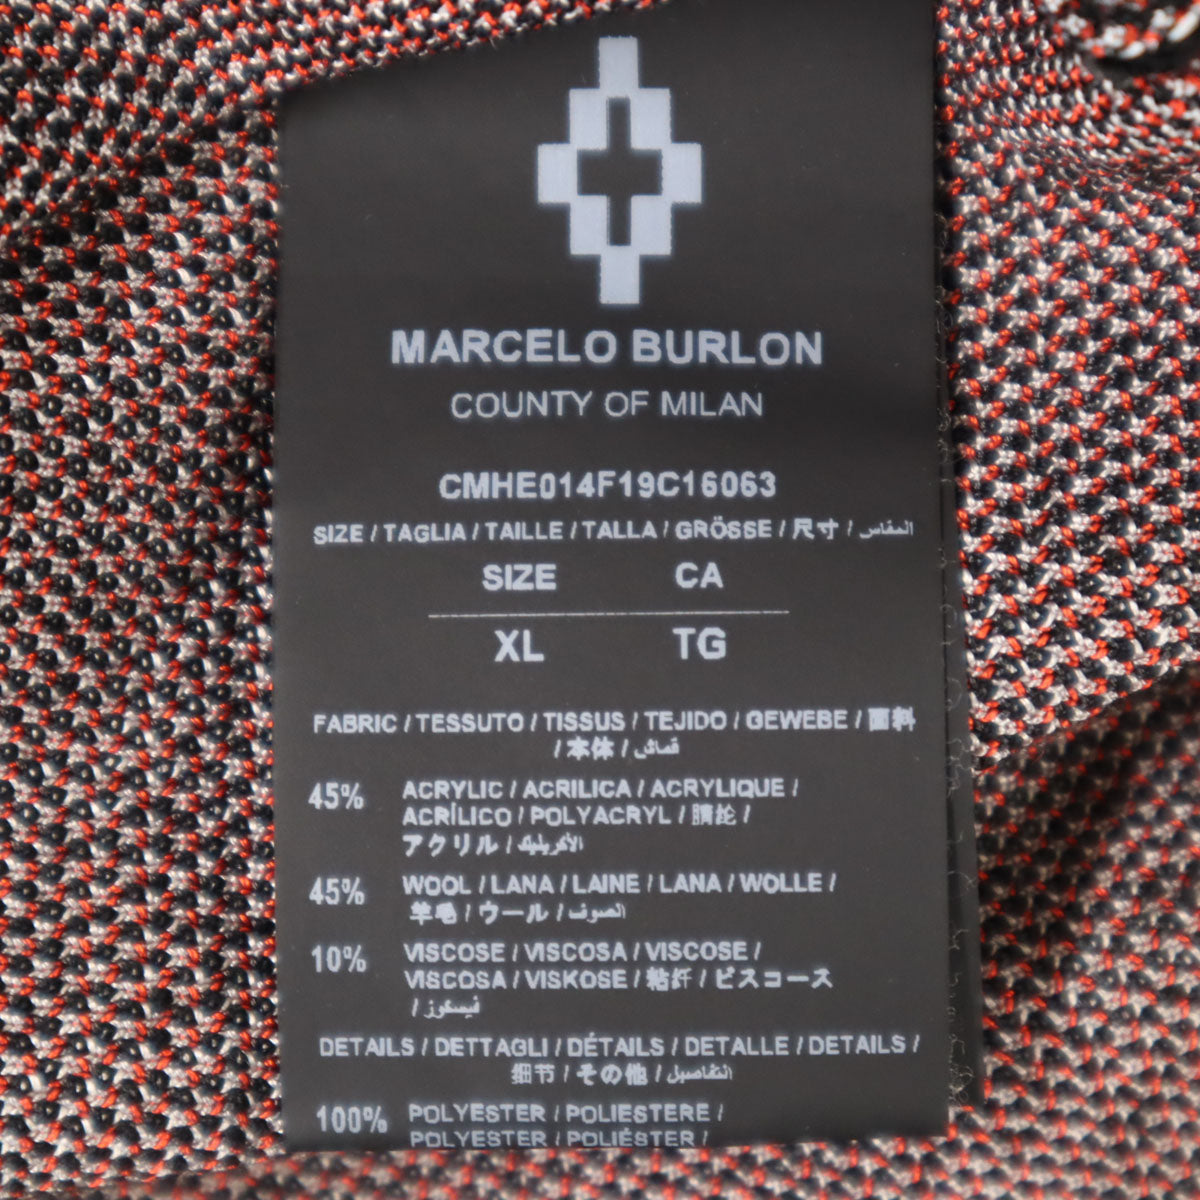 MARCELO BURLON
COUNTY OF MILAN
CMHE014F19C16063
SIZE / TAGLIA / TAILLE / TALLA / GRÖSSE / 尺寸 / المقاس
SIZE CA
XL TG
FABRIC / TESSUTO / TISSUS / TEJIDO / GEWEBE / 面料
/ 本体 / قماش
45% ACRYLIC / ACRILICA / ACRYLIQUE /
ACRÍLICO / POLYACRYL / 腈纶 /
アクリル / الأكريليك
45% WOOL / LANA / LAINE / LANA / WOLLE /
羊毛 / ウール / الصوف
10% VISCOSE / VISCOSA / VISCOSE /
VISCOSA / VISKOSE / 粘纤 / ビスコース
/ فيسكوز
DETAILS / DETTAGLI / DÉTAILS / DETALLE / DETAILS /
细节 / その他 / التفاصيل
100% POLYESTER / POLIESTERE /
POLYESTER / POLIÉSTER /